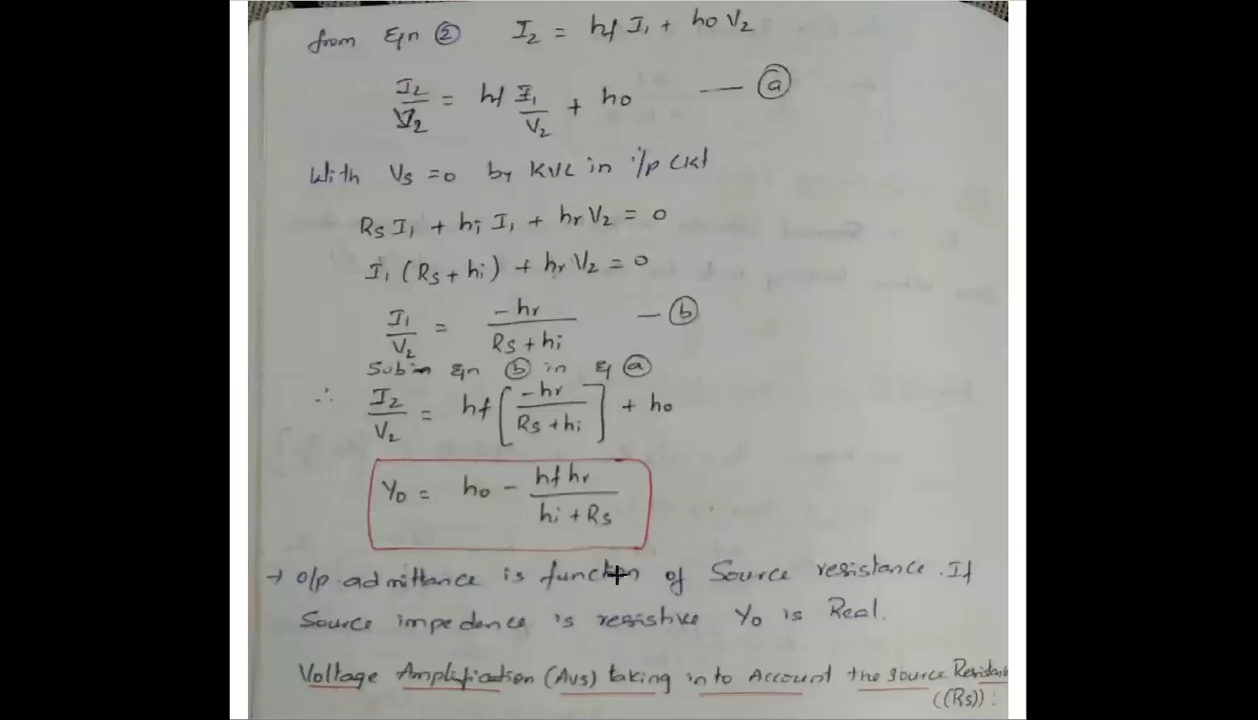 from Eqn ② I2 = hf I1 + ho V2
I2/V2 = hf I1/V2 + ho — ⓐ
With Vs = 0 by KVL in i/p Ckt
Rs I1 + hi I1 + hr V2 = 0
I1 (Rs + hi) + hr V2 = 0
I1/V2 = -hr/(Rs + hi) — ⓑ
Sub Eqn ⓑ in Eq ⓐ
∴ I2/V2 = hf [-hr/(Rs + hi)] + ho
Yo = ho - hf hr/(hi + Rs)
→ o/p admittance is function of Source resistance. If
Source impedence is resistive Yo is Real.
Voltage Amplification (Avs) taking into Account the source Resistance
((Rs)) :